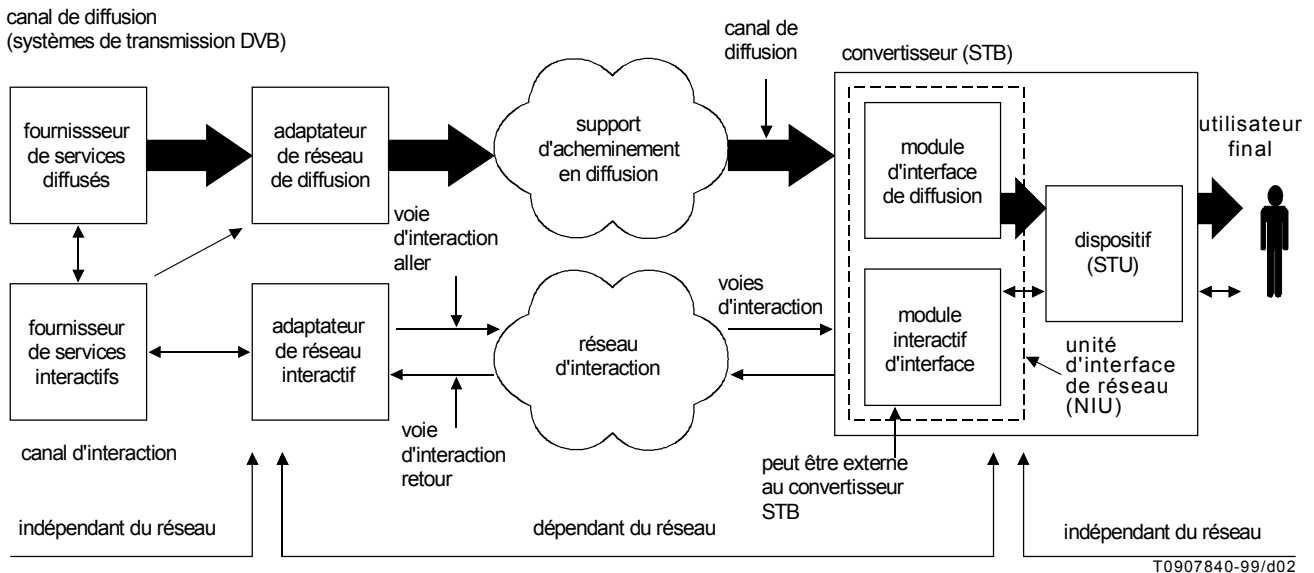 canal de diffusion
(systèmes de transmission DVB)
fournissseur
de services
diffusés
adaptateur
de réseau
de diffusion
support
d'acheminement
en diffusion
canal de
diffusion
convertisseur (STB)
module
d'interface
de diffusion
utilisateur
final
dispositif
(STU)
voie
d'interaction
aller
fournisseur
de services
interactifs
adaptateur
de réseau
interactif
réseau
d'interaction
voies
d'interaction
module
interactif
d'interface
unité
d'interface
de réseau
(NIU)
canal d'interaction
voie
d'interaction
retour
peut être externe
au convertisseur
STB
indépendant du réseau
dépendant du réseau
indépendant du réseau
T0907840-99/d02